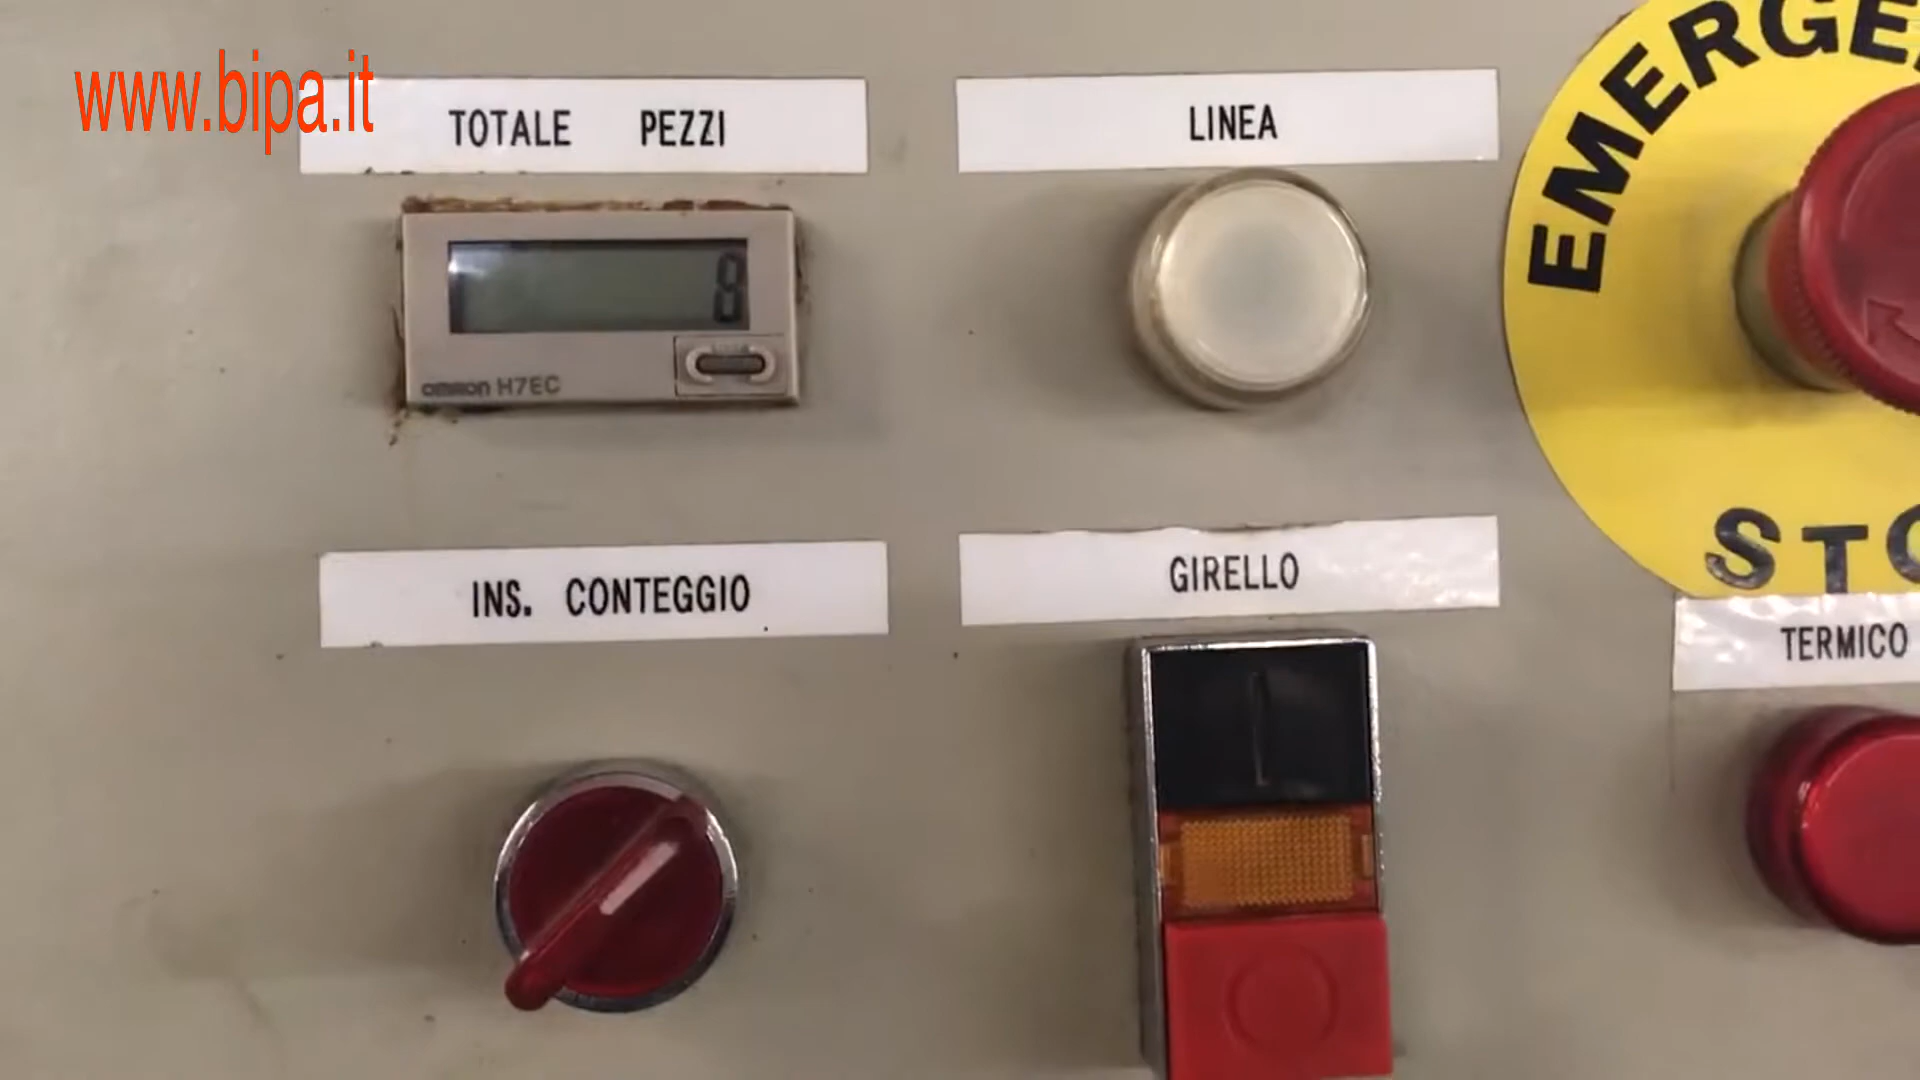 www.bipa.it
TOTALE PEZZI
LINEA
EMERGE
8
omron H7EC
STO
INS. CONTEGGIO
GIRELLO
TERMICO